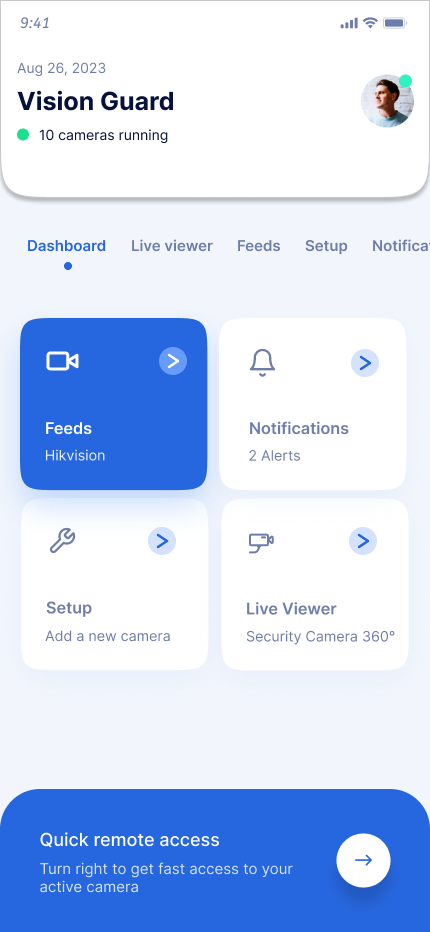 9:41
Aug 26, 2023
Vision Guard
10 cameras running
Dashboard Live viewer Feeds Setup Notificat
Feeds
Hikvision
Notifications
2 Alerts
Setup
Add a new camera
Live Viewer
Security Camera 360°
Quick remote access
Turn right to get fast access to your
active camera